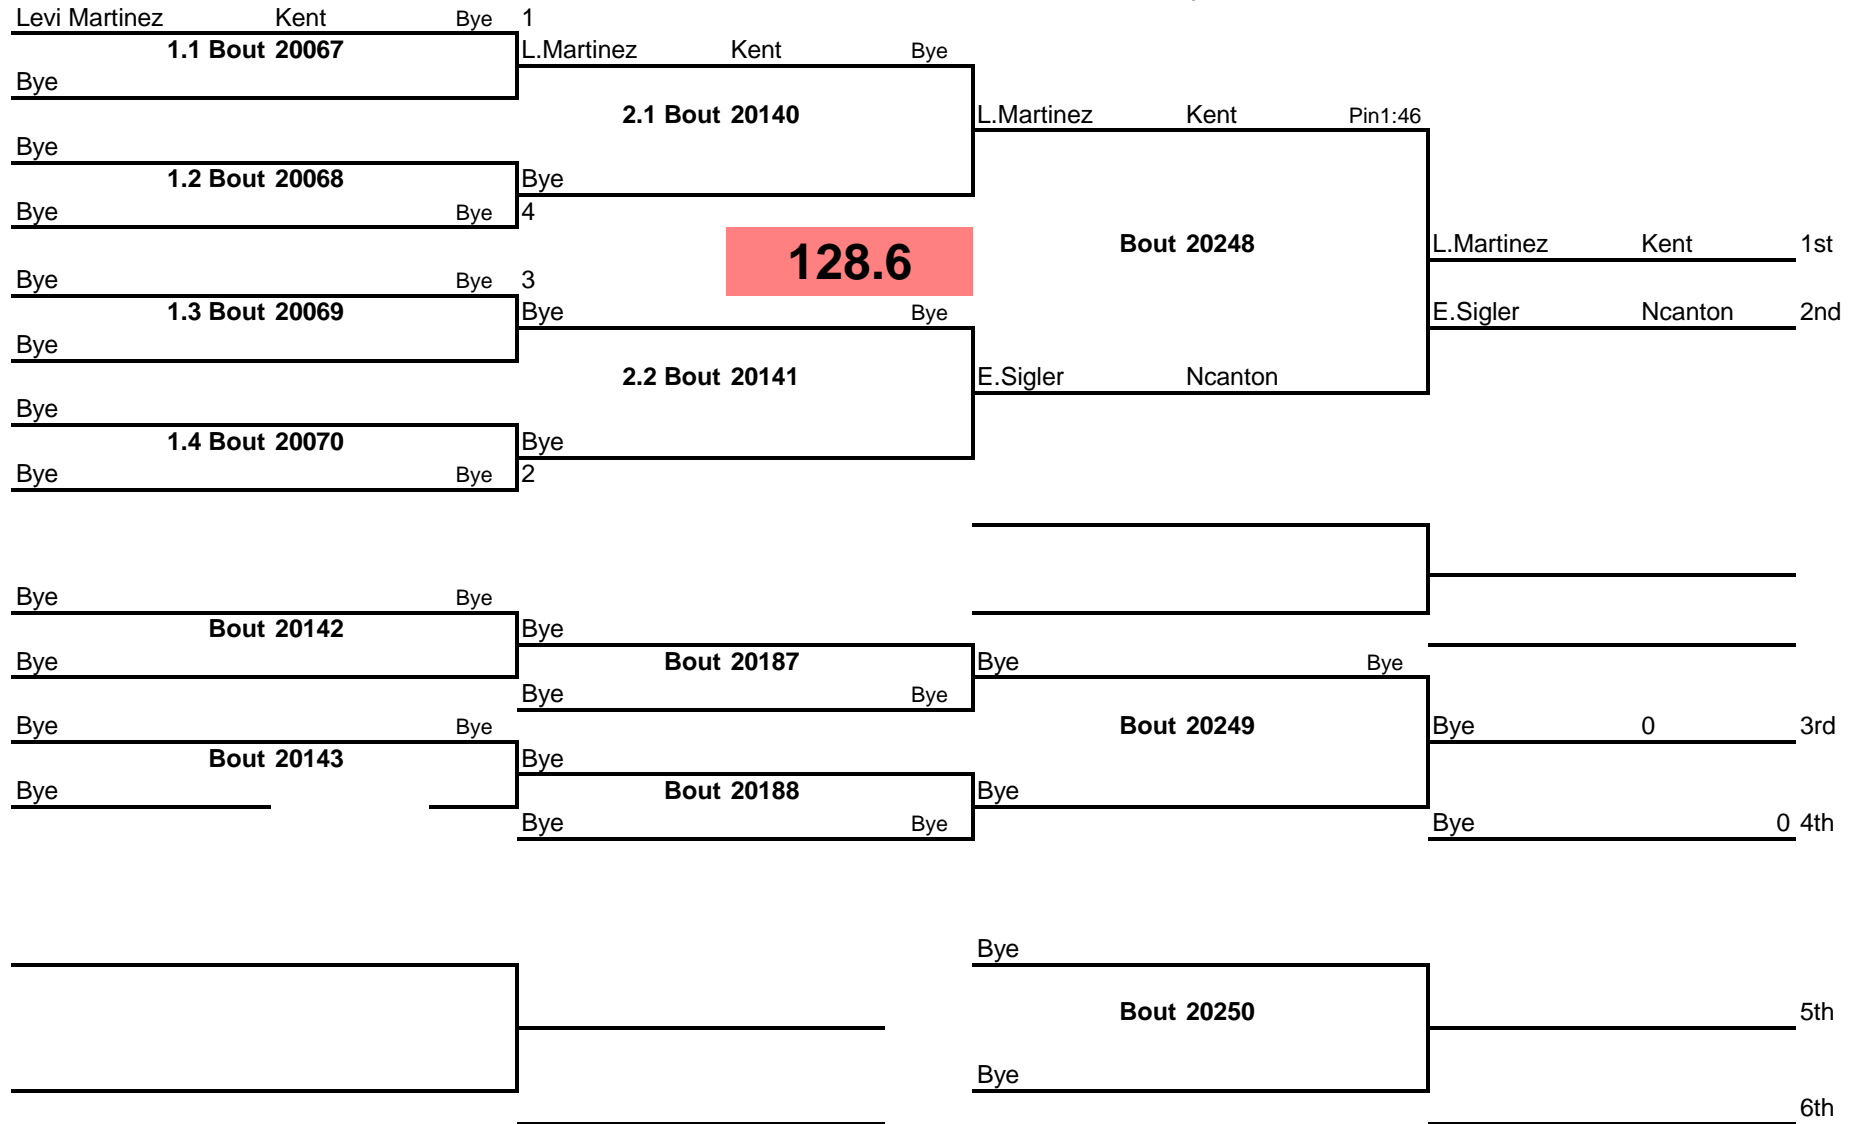 Levi Martinez Kent Bye 1
1.1 Bout 20067 L.Martinez Kent Bye
Bye
2.1 Bout 20140 L.Martinez Kent Pin1:46
Bye
1.2 Bout 20068 Bye
Bye Bye 4
128.6 Bout 20248 L.Martinez Kent 1st
Bye Bye 3
1.3 Bout 20069 Bye Bye E.Sigler Ncanton 2nd
Bye
2.2 Bout 20141 E.Sigler Ncanton
Bye
1.4 Bout 20070 Bye
Bye Bye 2
Bye Bye
Bout 20142 Bye
Bye Bout 20187 Bye Bye
Bye Bye
Bye Bye Bout 20249 Bye 0 3rd
Bout 20143 Bye
Bye Bout 20188 Bye
Bye Bye Bye 0 4th
Bye
Bout 20250 5th
Bye
6th